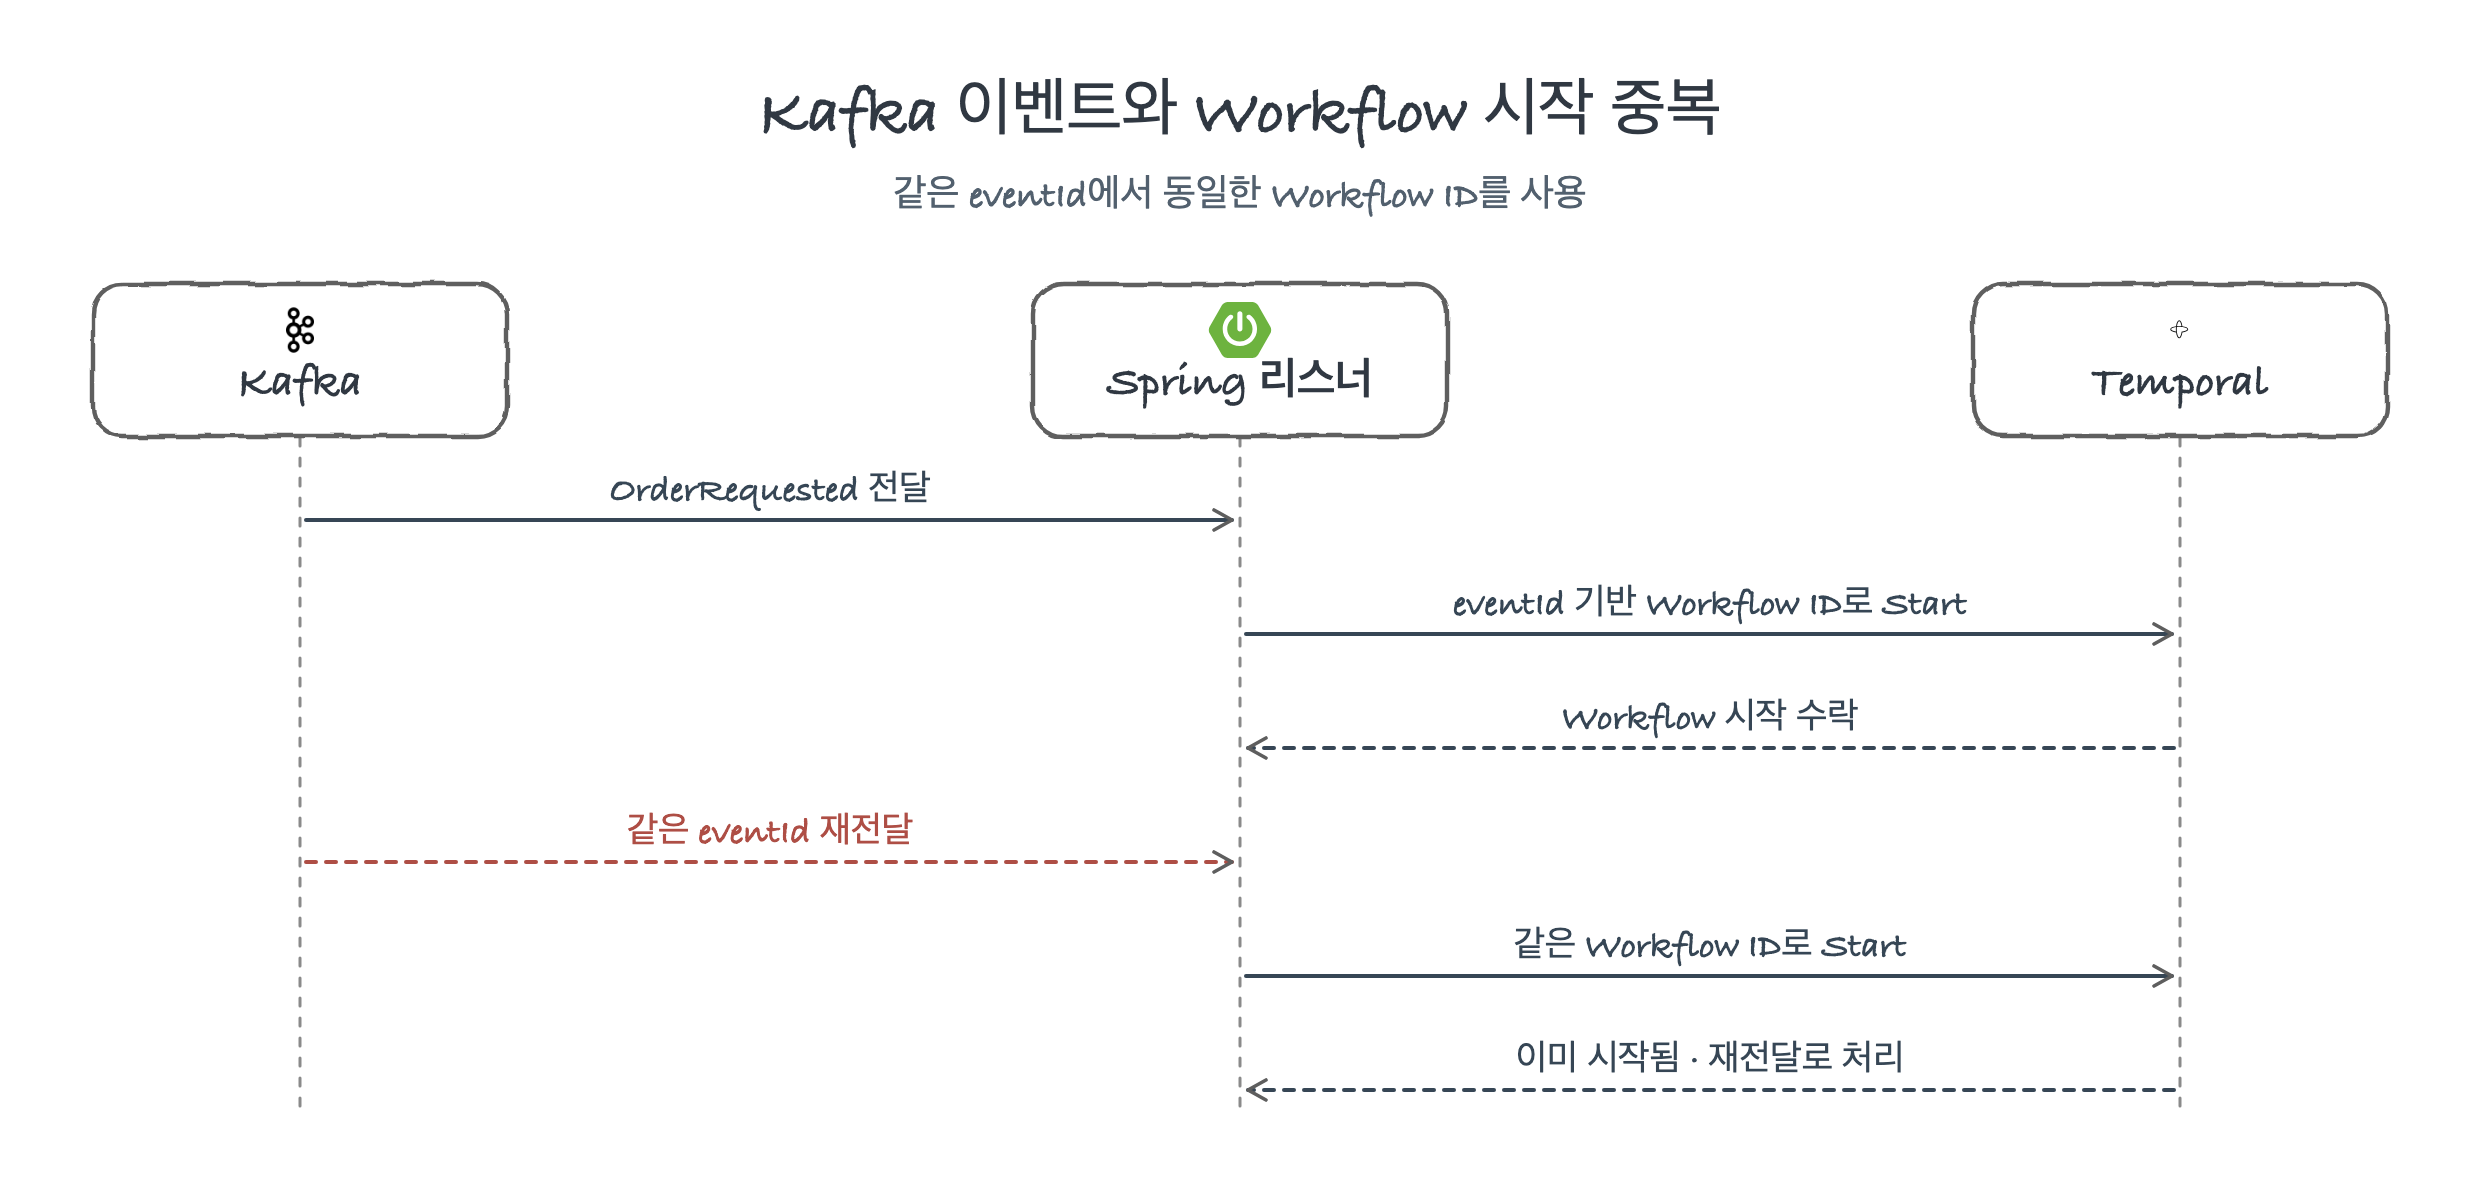 Kafka 이벤트와 Workflow 시작 중복
같은 eventId에서 동일한 Workflow ID를 사용
Kafka
Spring 리스너
Temporal
OrderRequested 전달
eventId 기반 Workflow ID로 Start
Workflow 시작 수락
같은 eventId 재전달
같은 Workflow ID로 Start
이미 시작됨 · 재전달로 처리